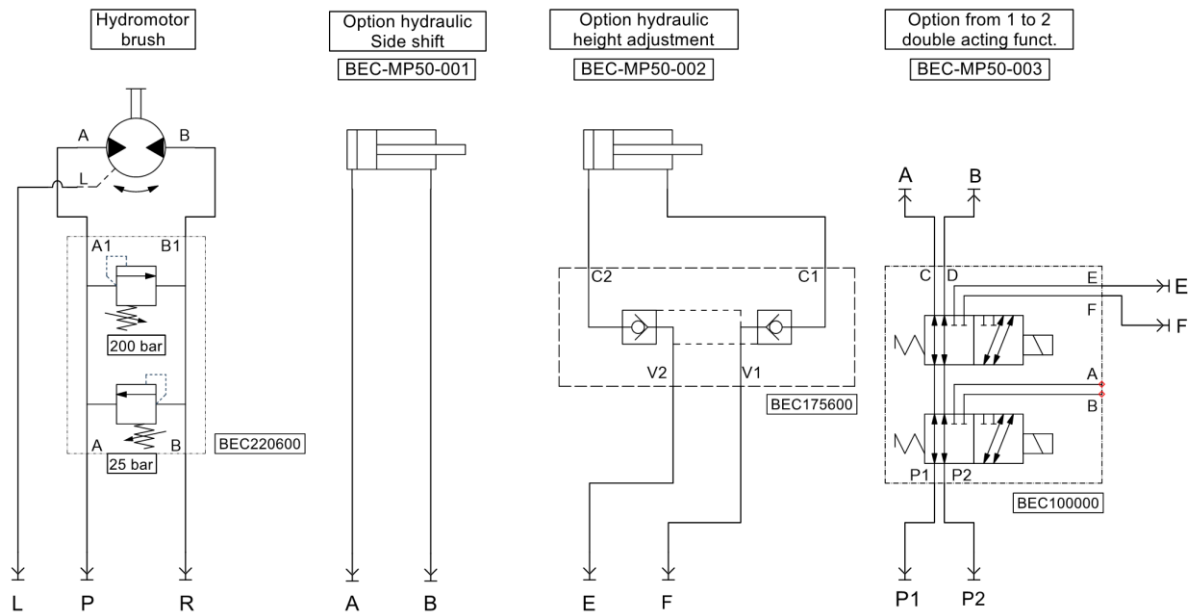 Hydromotor
brush
Option hydraulic
Side shift
BEC-MP50-001
Option hydraulic
height adjustment
BEC-MP50-002
Option from 1 to 2
double acting funct.
BEC-MP50-003
A
B
L
A1
B1
200 bar
A
B
25 bar
BEC220600
L
P
R
A
B
C2
C1
V2
V1
BEC175600
E
F
A
B
C
D
E
F
E
F
A
B
P1
P2
BEC100000
P1
P2